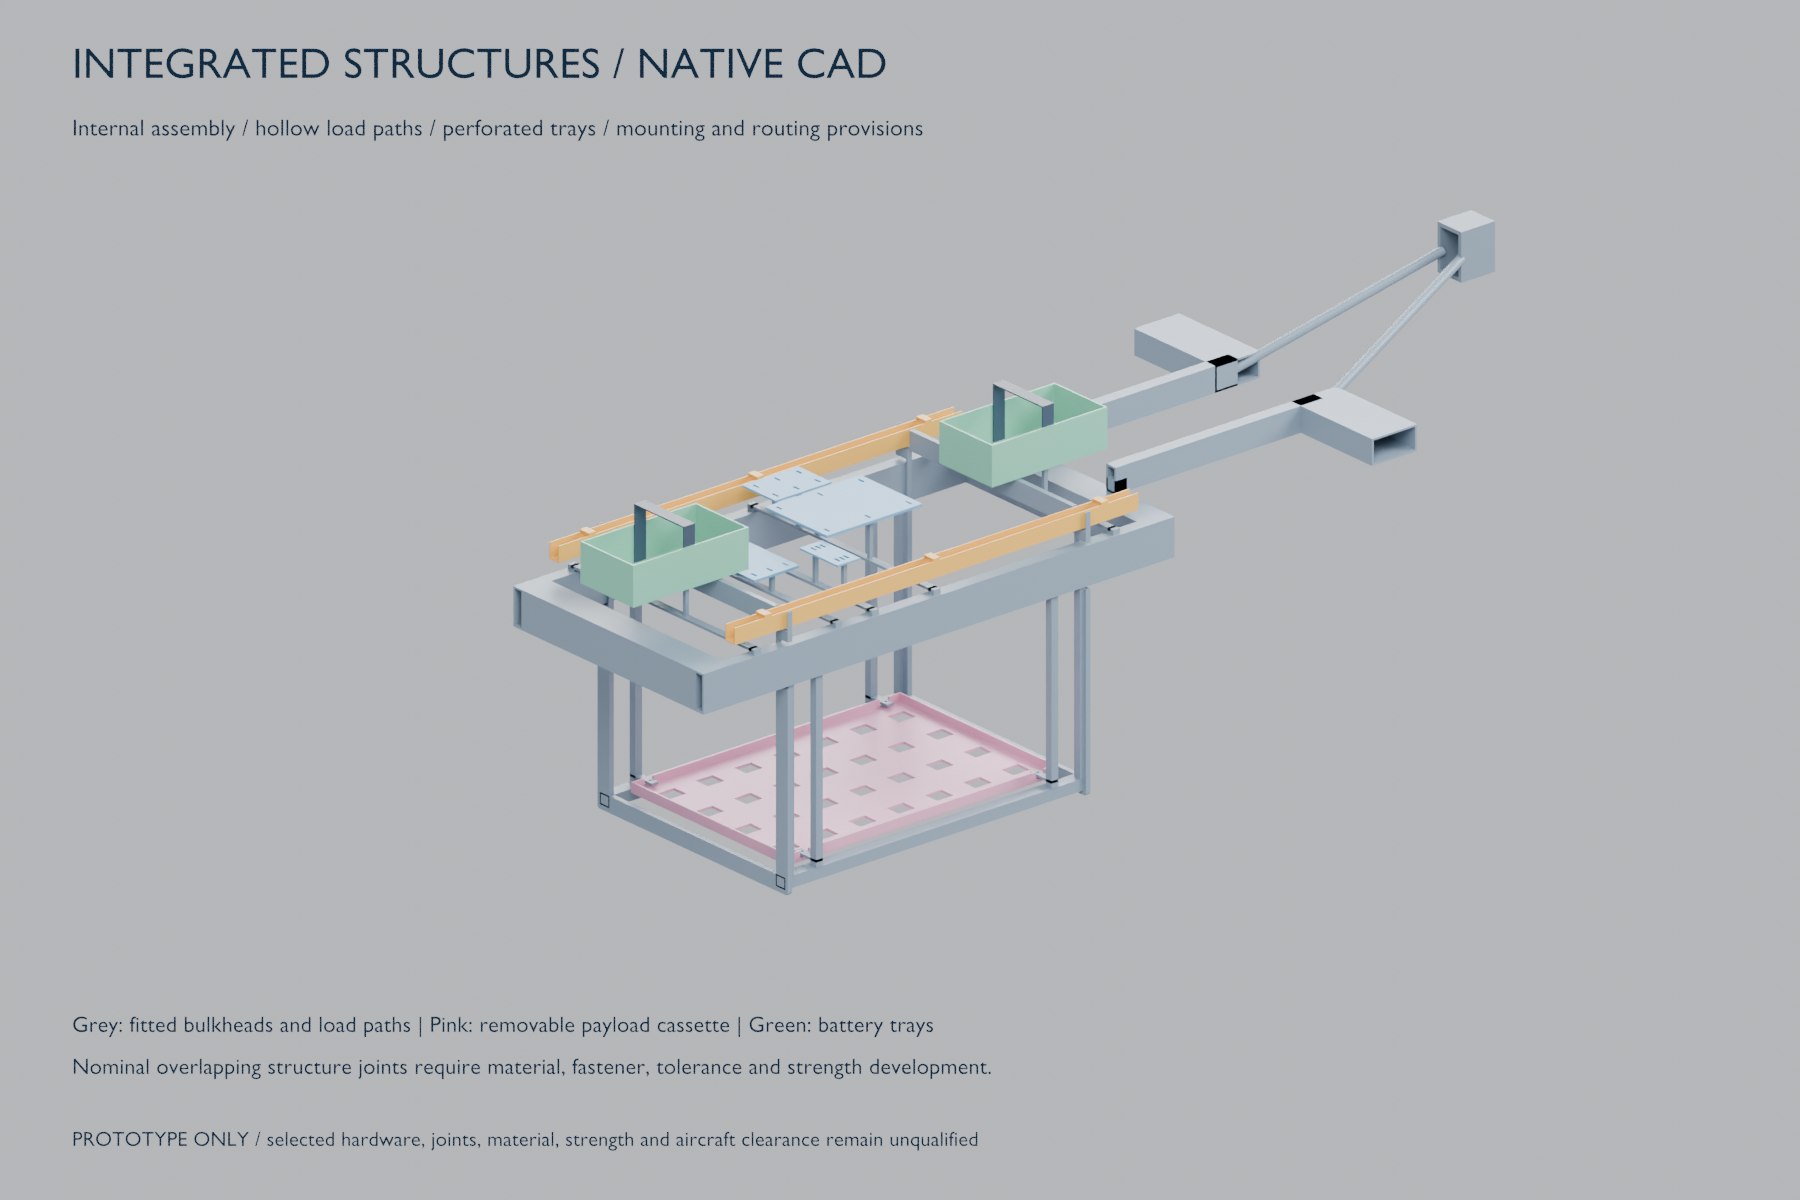 INTEGRATED STRUCTURES / NATIVE CAD
Internal assembly / hollow load paths / perforated trays / mounting and routing provisions
Grey: fitted bulkheads and load paths | Pink: removable payload cassette | Green: battery trays
Nominal overlapping structure joints require material, fastener, tolerance and strength development.
PROTOTYPE ONLY / selected hardware, joints, material, strength and aircraft clearance remain unqualified